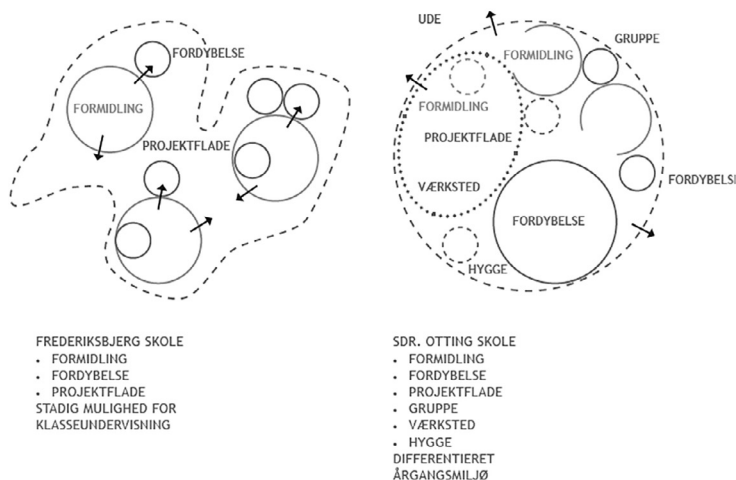 FORDYBELSE
FORMIDLING
PROJEKTFLADE
UDE
FORMIDLING
GRUPPE
FORMIDLING
PROJEKTFLADE
VÆRKSTED
FORDYBELSE
FORDYBELSE
HYGGE
FREDERIKSBJERG SKOLE
• FORMIDLING
• FORDYBELSE
• PROJEKTFLADE
STADIG MULIGHED FOR
KLASSEUNDERVISNING
SDR. OTTING SKOLE
• FORMIDLING
• FORDYBELSE
• PROJEKTFLADE
• GRUPPE
• VÆRKSTED
• HYGGE
DIFFERENTIERET
ÅRGANGSMILJØ